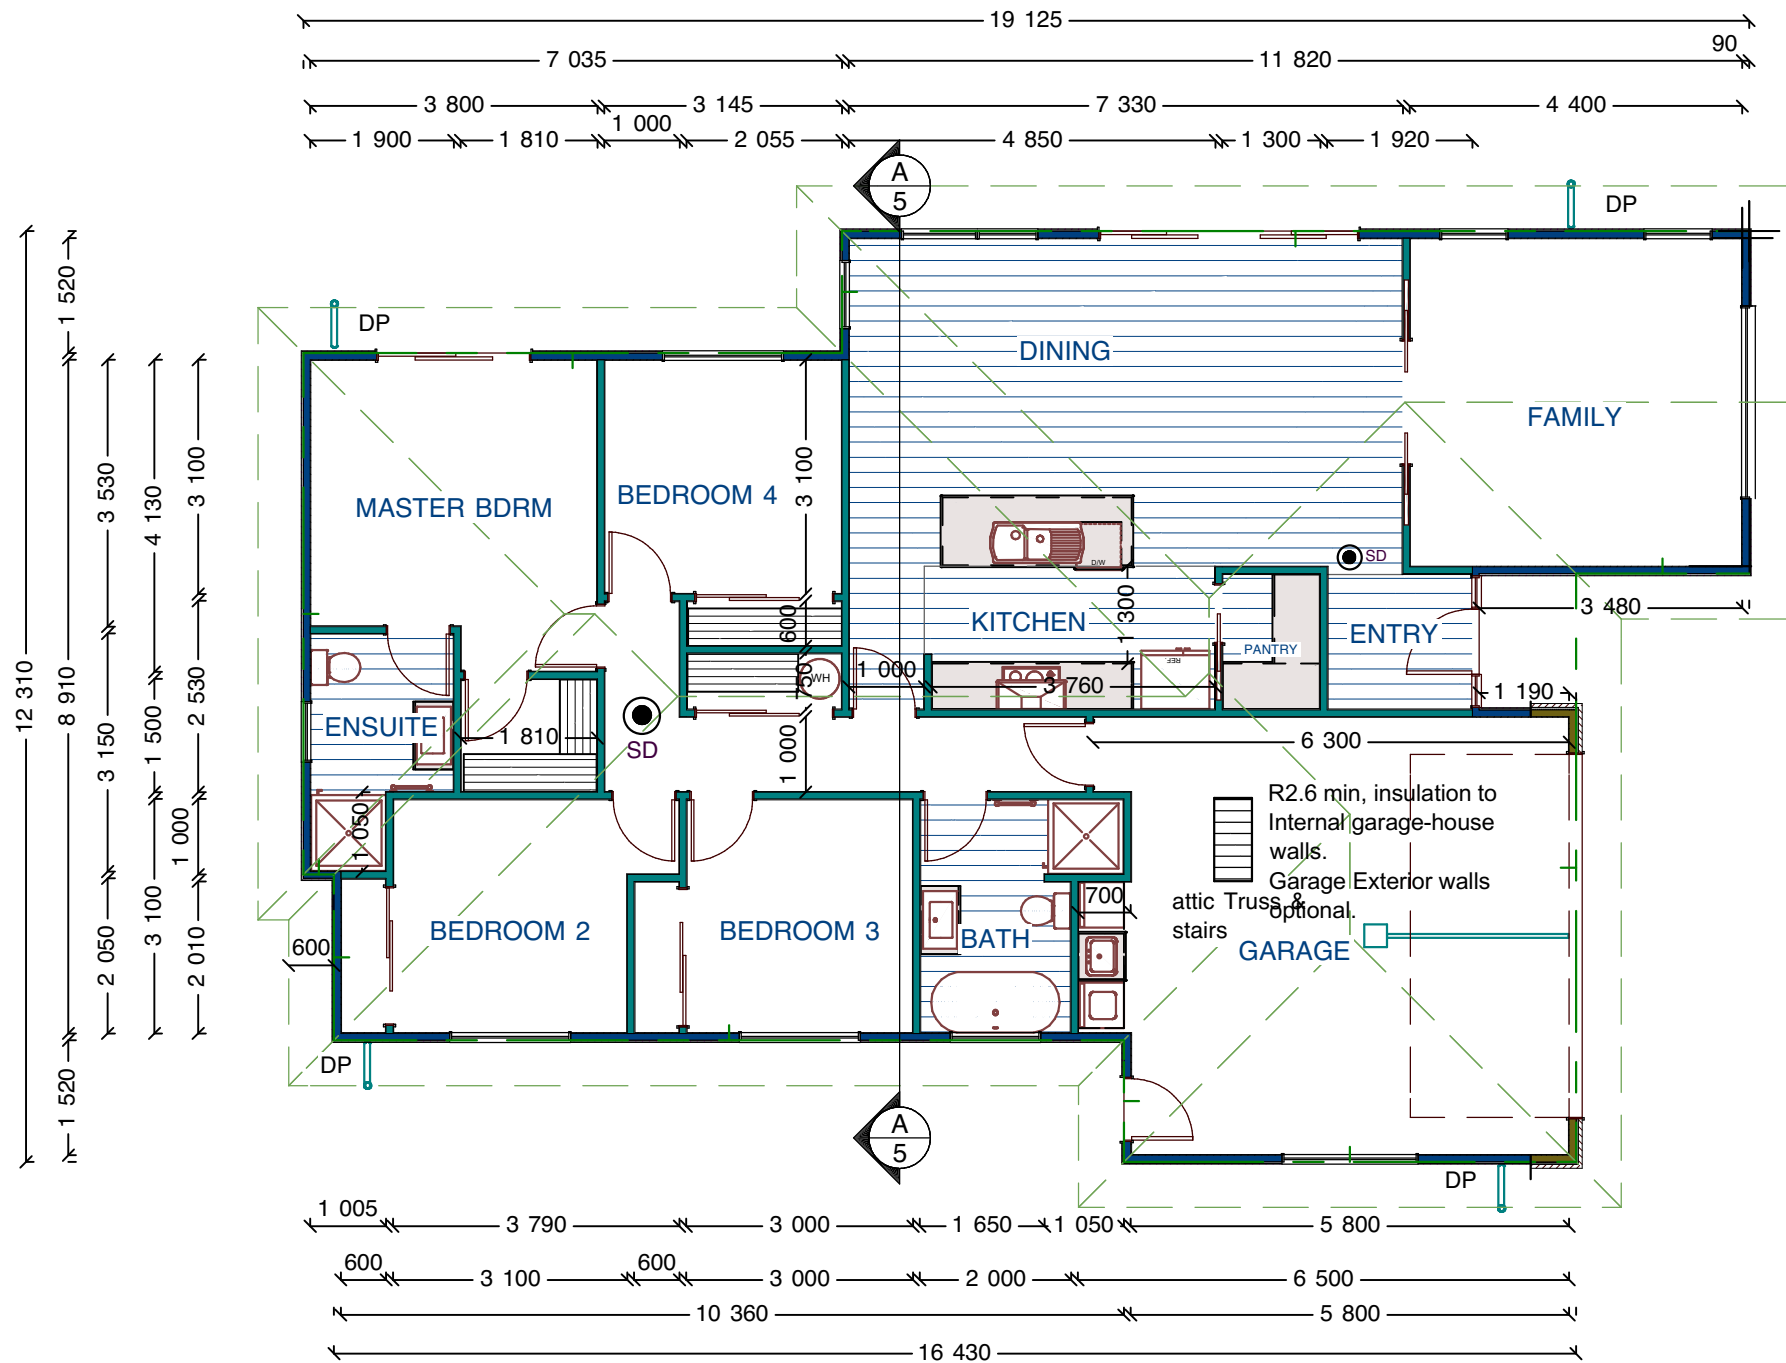 19 125
90
7 035
11 820
3 800
3 145
7 330
4 400
1 000
1 900
1 810
2 055
4 850
1 300
1 920
A
5
DP
DP
12 310
1 520
8 910
1 520
3 530
3 150
2 050
4 130
1 500
3 100
3 100
2 530
1 000
2 010
DINING
FAMILY
MASTER BDRM
BEDROOM 4
3 100
D/W
SD
KITCHEN
1 300
600
3 480
ENTRY
PANTRY
REF.
750
HW
1 000
3 760
1 190
ENSUITE
1 810
SD
1 000
6 300
1 050
R2.6 min, insulation to
Internal garage-house
walls.
Garage Exterior walls
optional.
attic Truss &
stairs
700
GARAGE
BEDROOM 2
BEDROOM 3
BATH
600
DP
A
5
DP
1 005
3 790
3 000
1 650
1 050
5 800
600
3 100
600
3 000
2 000
6 500
10 360
5 800
16 430